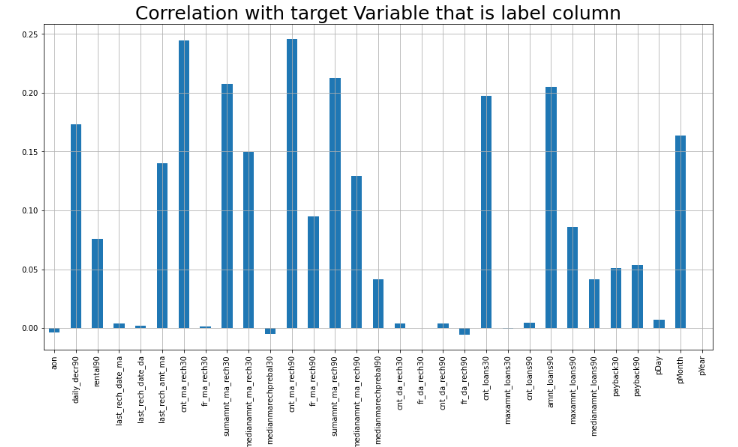 Correlation with target Variable that is label column
0.25
0.20
0.15
0.10
0.05
0.00
aon
daily_decr90
rental90
last_rech_date_ma
last_rech_date_da
last_rech_amt_ma
cnt_ma_rech30
fr_ma_rech30
sumamnt_ma_rech30
medianamnt_ma_rech30
medianmarechprebal30
cnt_ma_rech90
fr_ma_rech90
sumamnt_ma_rech90
medianamnt_ma_rech90
medianmarechprebal90
cnt_da_rech30
fr_da_rech30
cnt_da_rech90
fr_da_rech90
cnt_loans30
maxamnt_loans30
cnt_loans90
amnt_loans90
maxamnt_loans90
medianamnt_loans90
payback30
payback90
pDay
pMonth
pYear